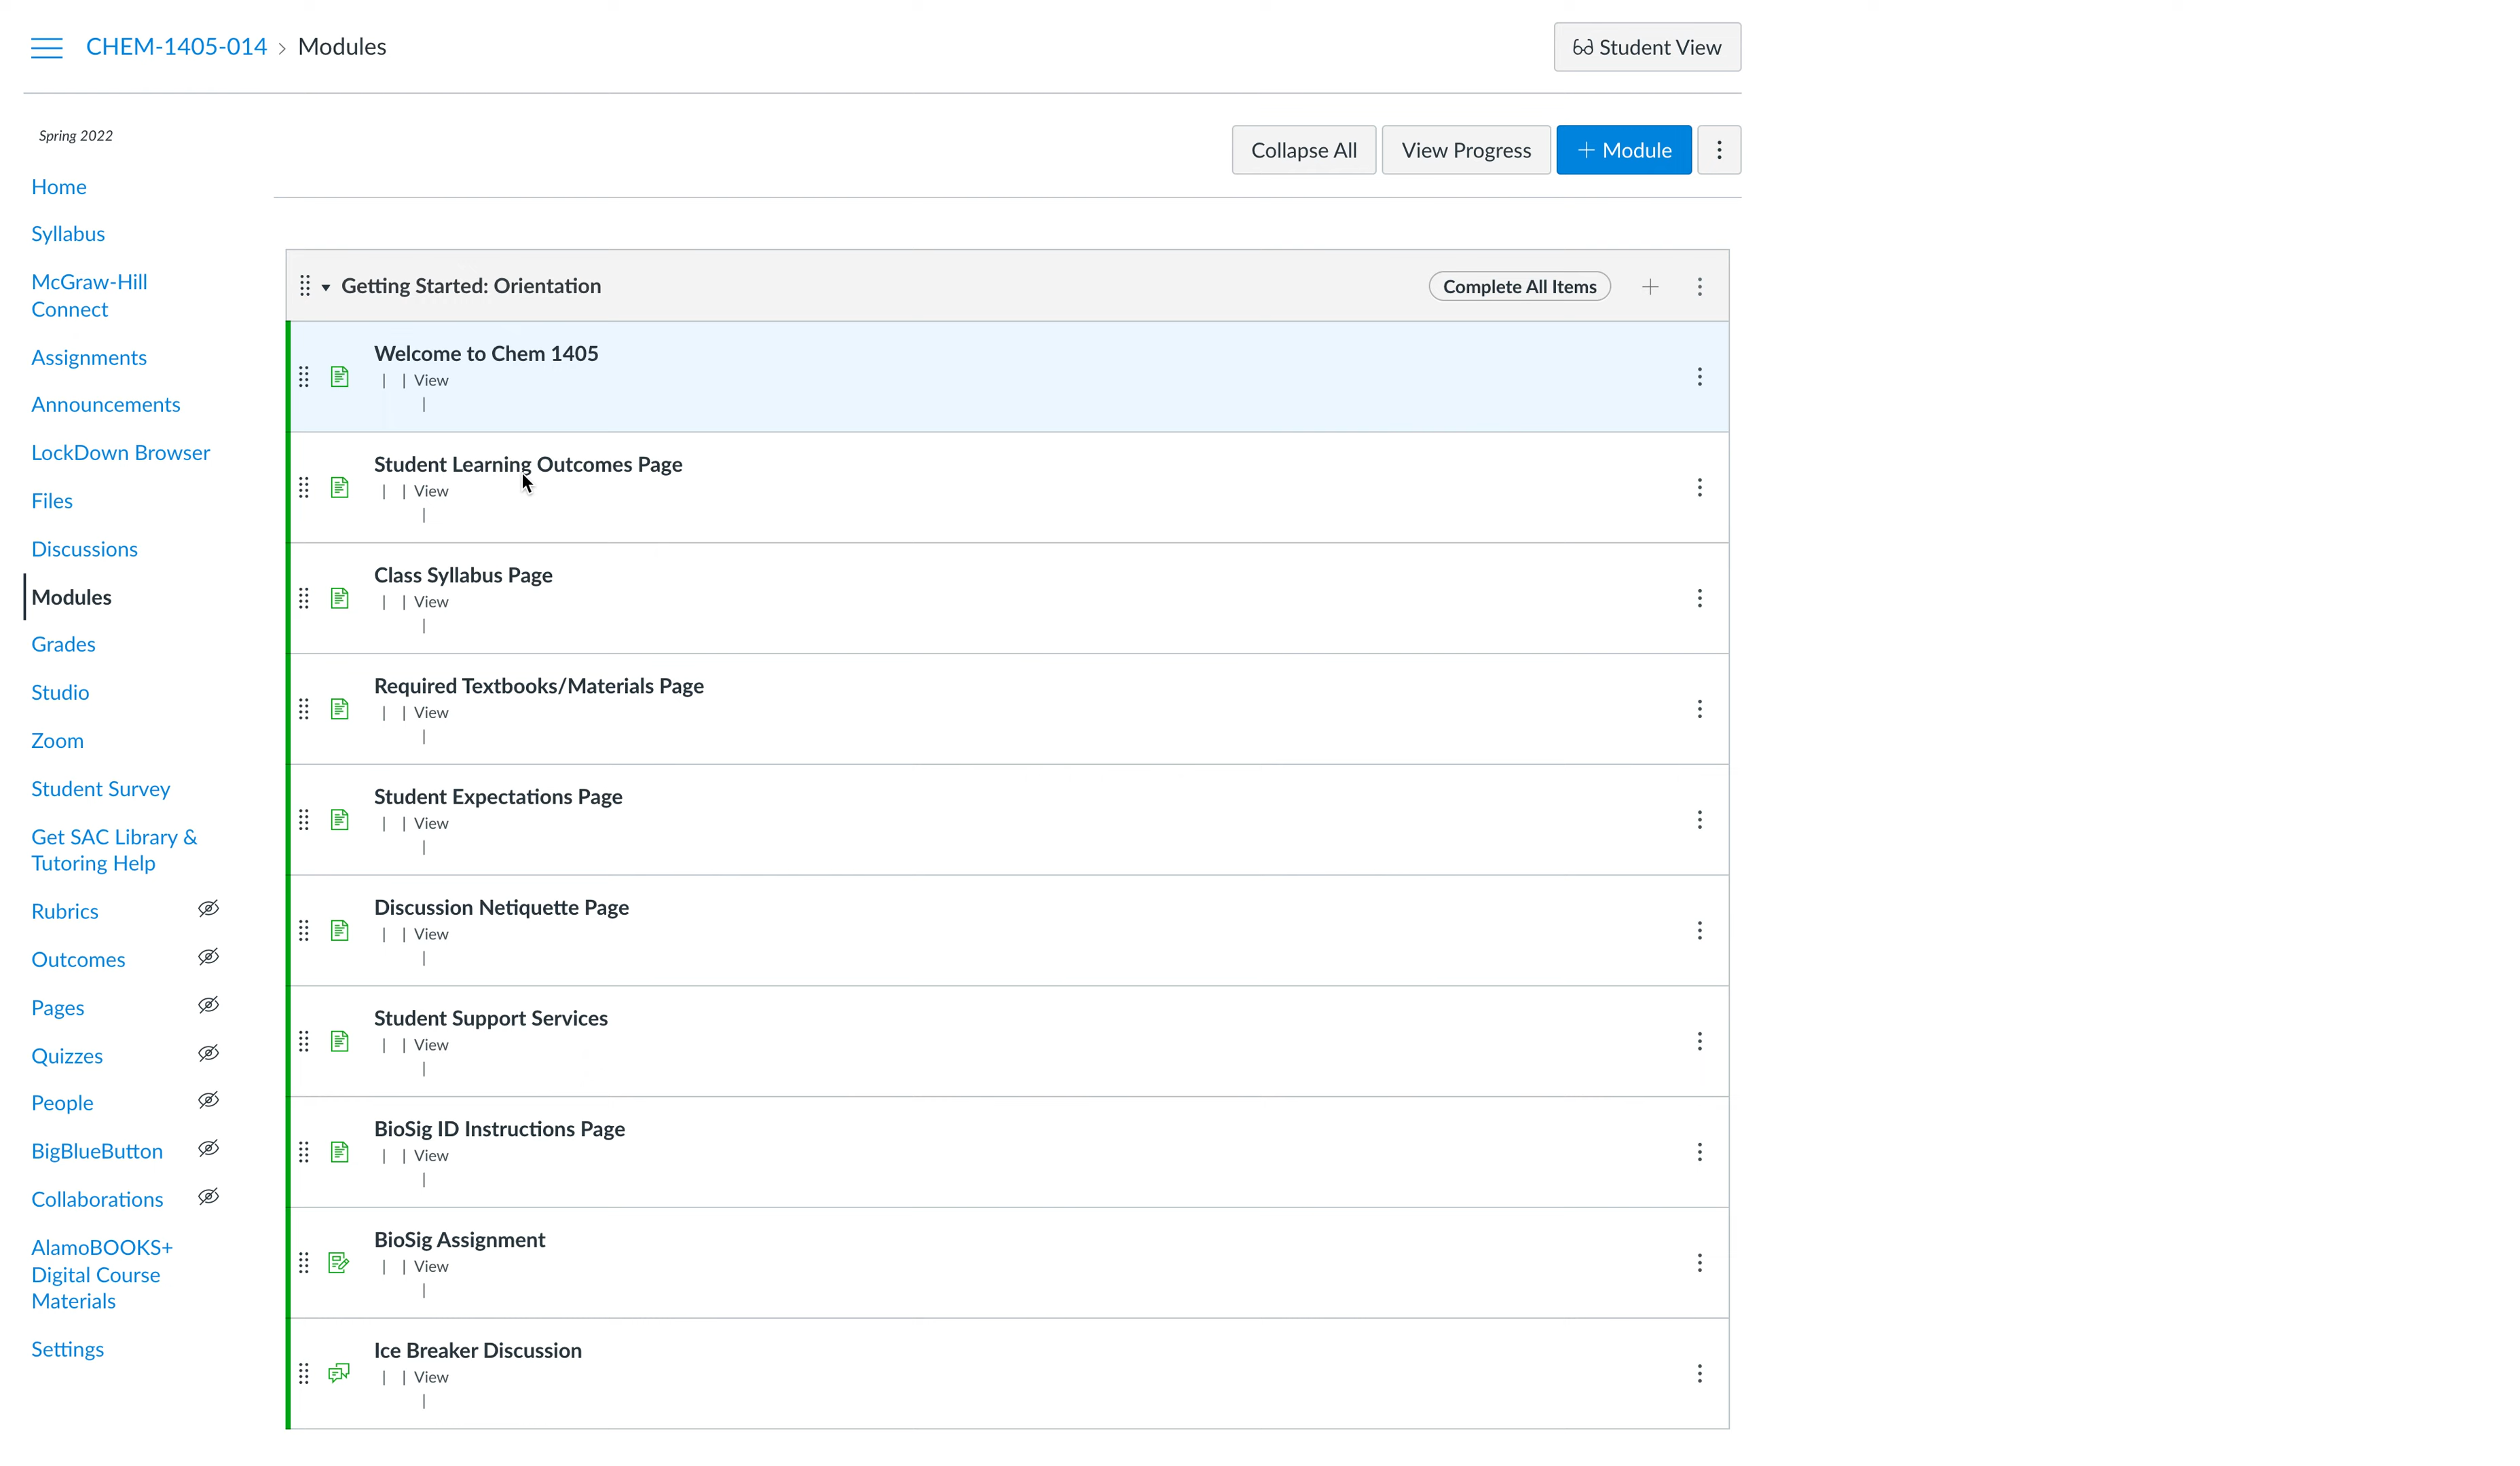 CHEM-1405-014 › Modules
Student View
Spring 2022
Collapse All
View Progress
+ Module
Home
Syllabus
McGraw-Hill
Connect
Assignments
Announcements
LockDown Browser
Files
Discussions
Modules
Grades
Studio
Zoom
Student Survey
Get SAC Library &
Tutoring Help
Rubrics
Outcomes
Pages
Quizzes
People
BigBlueButton
Collaborations
AlamoBOOKS+
Digital Course
Materials
Settings
Getting Started: Orientation
Complete All Items
Welcome to Chem 1405
| | View
|
Student Learning Outcomes Page
| | View
|
Class Syllabus Page
| | View
|
Required Textbooks/Materials Page
| | View
|
Student Expectations Page
| | View
|
Discussion Netiquette Page
| | View
|
Student Support Services
| | View
|
BioSig ID Instructions Page
| | View
|
BioSig Assignment
| | View
|
Ice Breaker Discussion
| | View
|